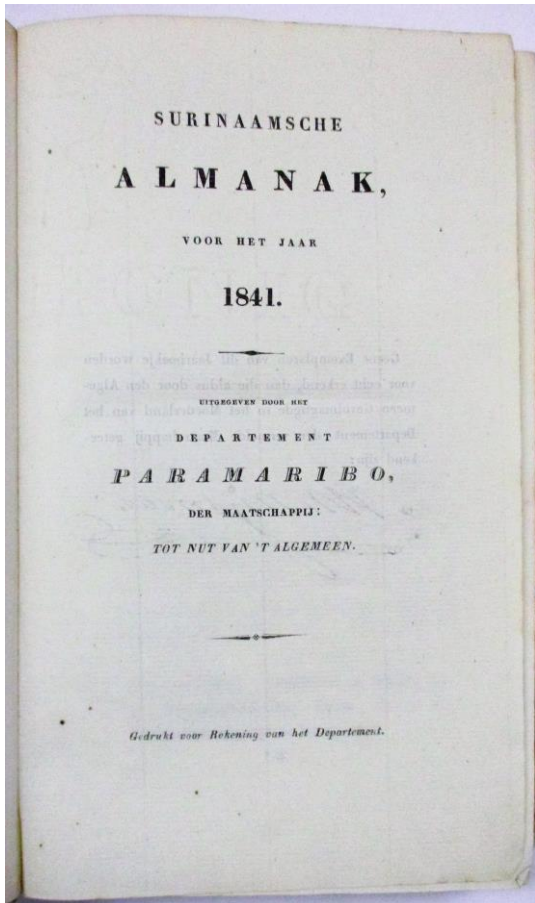 SURINAAMSCHE
ALMANAK,
VOOR HET JAAR
1841.
UITGEGEVEN DOOR HET
DEPARTEMENT
PARAMARIBO,
DER MAATSCHAPPIJ:
TOT NUT VAN 'T ALGEMEEN.
Gedrukt voor Rekening van het Departement.